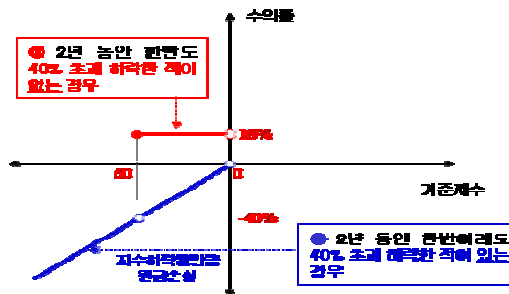 수익률
2년 동안 한번도
40% 초과 하락한 적이
없는 경우
기준지수
-40%
2년 동안 한번이라도
40% 초과 하락한 적이 있는
경우
지수하락률만큼
원금손실